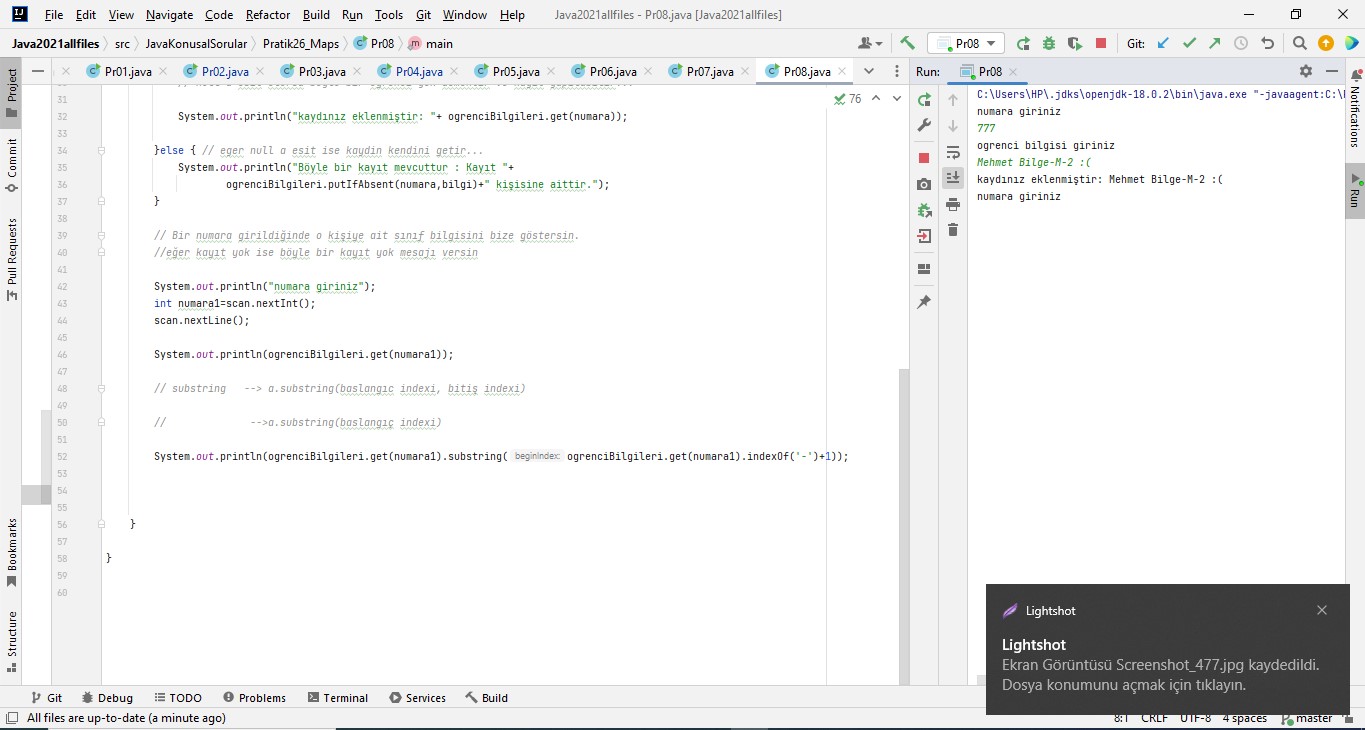 File Edit View Navigate Code Refactor Build Run Tools Git Window Help Java2021allfiles - Pr08.java [Java2021allfiles]
Java2021allfiles src JavaKonusalSorular Pratik26_Maps Pr08 main Pr08 Git:
Pr01.java Pr02.java Pr03.java Pr04.java Pr05.java Pr06.java Pr07.java Pr08.java Run: Pr08
76
31
32 System.out.println("kaydınız eklenmiştir: "+ ogrenciBilgileri.get(numara));
33
34 }else { // eger null a esit ise kaydin kendini getir...
35 System.out.println("Böyle bir kayıt mevcuttur : Kayıt "+
36 ogrenciBilgileri.putIfAbsent(numara,bilgi)+" kişisine aittir.");
37 }
38
39 // Bir numara girildiğinde o kişiye ait sınıf bilgisini bize göstersin.
40 //eğer kayıt yok ise böyle bir kayıt yok mesajı versin
41
42 System.out.println("numara giriniz");
43 int numara1=scan.nextInt();
44 scan.nextLine();
45
46 System.out.println(ogrenciBilgileri.get(numara1));
47
48 // substring --> a.substring(baslangıc indexi, bitiş indexi)
49
50 // -->a.substring(baslangıç indexi)
51
52 System.out.println(ogrenciBilgileri.get(numara1).substring( beginIndex: ogrenciBilgileri.get(numara1).indexOf('-')+1));
53
54
55
56 }
57
58 }
59
60
C:\Users\HP\.jdks\openjdk-18.0.2\bin\java.exe "-javaagent:C:\
numara giriniz
777
ogrenci bilgisi giriniz
Mehmet Bilge-M-2 :(
kaydınız eklenmiştir: Mehmet Bilge-M-2 :(
numara giriniz
Project
Commit
Pull Requests
Bookmarks
Structure
Notifications
Run
Lightshot
Lightshot
Ekran Görüntüsü Screenshot_477.jpg kaydedildi.
Dosya konumunu açmak için tıklayın.
Git Debug TODO Problems Terminal Services Build
All files are up-to-date (a minute ago) 8:1 CRLF UTF-8 4 spaces master